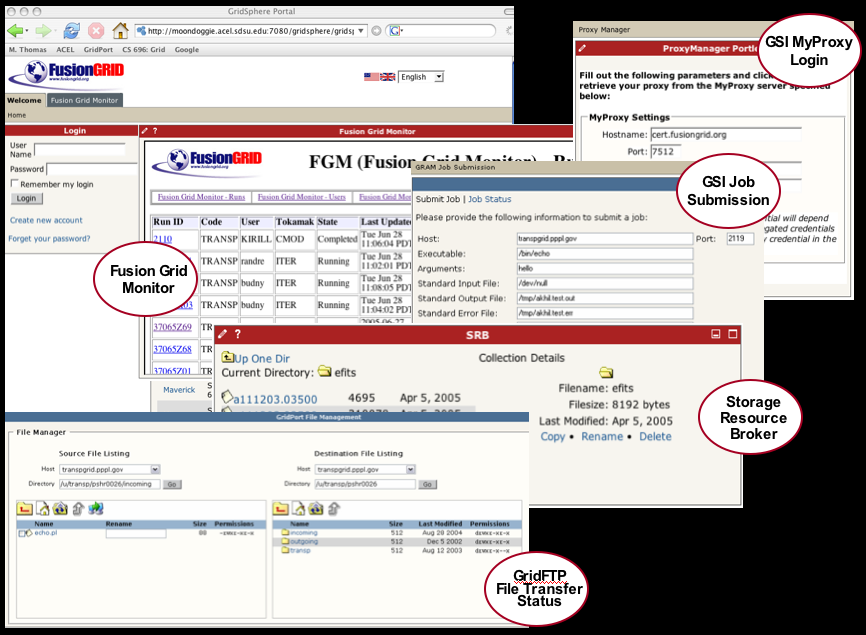 GridSphere Portal
http://moondoggie.acel.sdsu.edu:7080/gridsphere/grids
M. Thomas ACEL GridPort CS 696: Grid Google
FusionGRID
www.fusiongrid.org
English
Welcome Fusion Grid Monitor
Home
Login
User Name
Password
Remember my login
Login
Create new account
Forget your password?
Proxy Manager
ProxyManager Portle
Fill out the following parameters and clic
retrieve your proxy from the MyProxy server specified
below:
MyProxy Settings
Hostname: cert.fusiongrid.org
Port: 7512
ntial will depend
egated credentials
y credential in the
GSI MyProxy
Login
? Fusion Grid Monitor
FusionGRID
www.fusiongrid.org
FGM (Fusion Grid Monitor) - Ru
Fusion Grid Monitor - Runs Fusion Grid Monitor - Users Fusion Grid Mo
Run ID Code User Tokamak State Last Update
2110 TRANSP KIRILL CMOD Completed Tue Jun 28 11:06:04 PDT
TRANSP randre ITER Running Tue Jun 28 11:02:01 PDT
TRANSP budny ITER Running Tue Jun 28 11:08:05 PDT
03 TRANSP budny ITER Running Tue Jun 28 11:04:02 PDT
37065Z69 TR
37065Z68 TR
37065Z01 TR
2005-06-27
Maverick
Fusion Grid
Monitor
GRAM Job Submission
Submit Job | Job Status
Please provide the following information to submit a job:
Host: transpgrid.pppl.gov Port: 2119
Executable: /bin/echo
Arguments: hello
Standard Input File: /dev/null
Standard Output File: /tmp/akhil.test.out
Standard Error File: /tmp/akhil.test.err
GSI Job
Submission
? SRB
Up One Dir
Current Directory: efits
a111203.03500 4695 Apr 5, 2005
Collection Details
Filename: efits
Filesize: 8192 bytes
Last Modified: Apr 5, 2005
Copy • Rename • Delete
Storage
Resource
Broker
GridPort File Management
File Manager
Source File Listing
Host transpgrid.pppl.gov
Directory /u/transp/pshr0026/incoming Go
Name Rename Size Permissions
echo.pl 88 -rwxr-xr-x
Destination File Listing
Host transpgrid.pppl.gov
Directory /u/transp/pshr0026 Go
Name Size Last Modified Permissions
incoming 512 Aug 28 2004 drwxr-xr-x
outgoing 512 Dec 5 2002 drwxr-xr-x
transp 512 Aug 12 2003 drwxr-x--x
GridFTP
File Transfer
Status